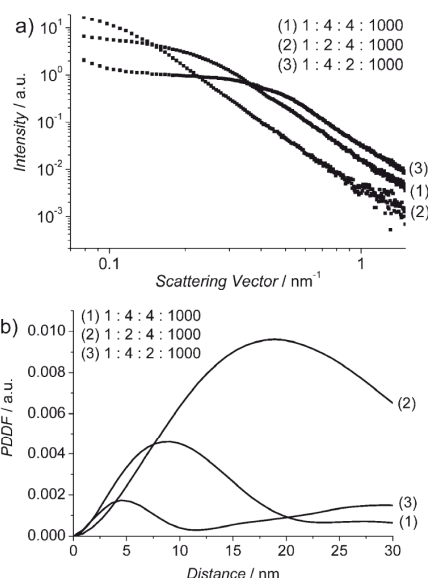 a)
(1) 1 : 4 : 4 : 1000
(2) 1 : 2 : 4 : 1000
(3) 1 : 4 : 2 : 1000
10^1
10^0
10^-1
10^-2
10^-3
Intensity / a.u.
(3)
(1)
(2)
0.1
1
Scattering Vector / nm^-1
b)
(1) 1 : 4 : 4 : 1000
(2) 1 : 2 : 4 : 1000
(3) 1 : 4 : 2 : 1000
0.010
0.008
0.006
0.004
0.002
0.000
PDDF / a.u.
(2)
(3)
(1)
0
5
10
15
20
25
30
Distance / nm